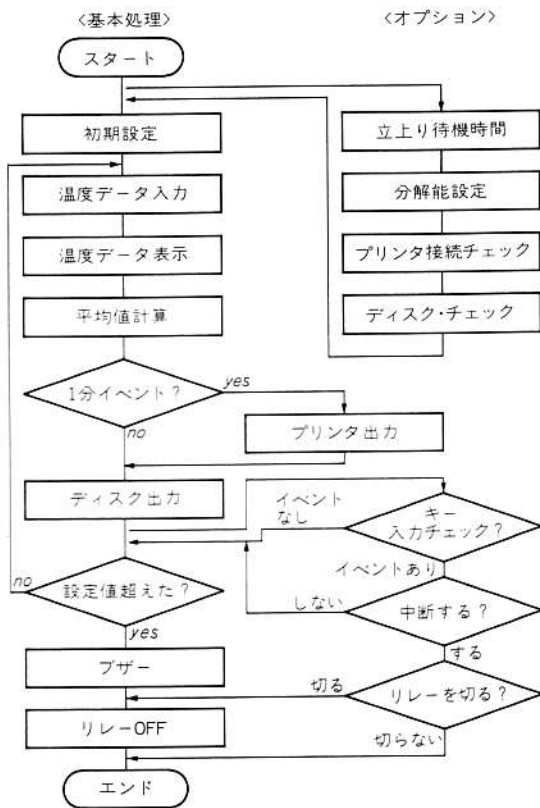 〈基本処理〉
〈オプション〉
スタート
初期設定
立上り待機時間
温度データ入力
分解能設定
温度データ表示
プリンタ接続チェック
平均値計算
ディスク・チェック
1分イベント?
yes
no
プリンタ出力
ディスク出力
イベント
なし
キー
入力チェック?
イベントあり
設定値超えた?
no
yes
しない
中断する?
する
ブザー
切る
リレーを切る?
リレーOFF
切らない
エンド